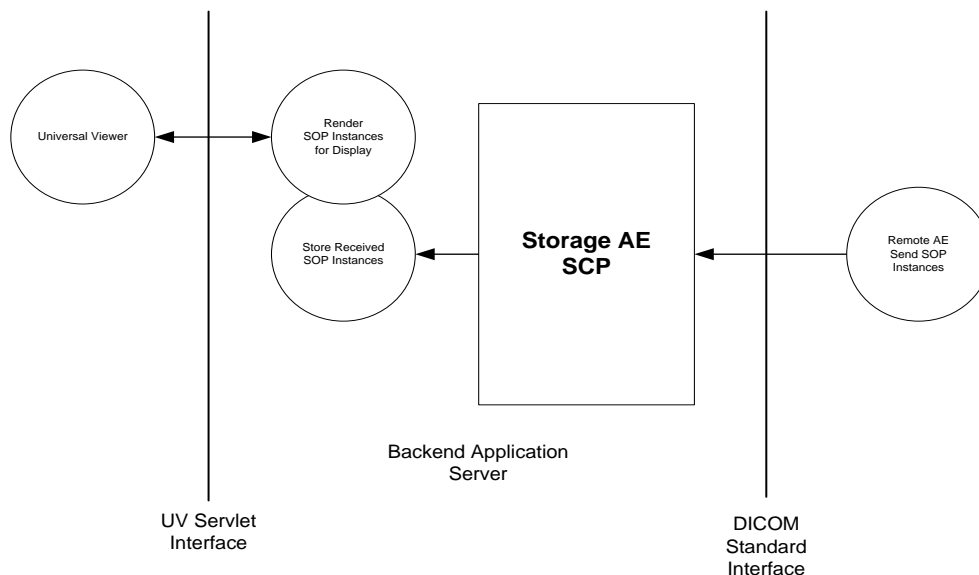 Universal Viewer
Render
SOP Instances
for Display
Store Received
SOP Instances
Storage AE
SCP
Remote AE
Send SOP
Instances
Backend Application
Server
UV Servlet
Interface
DICOM
Standard
Interface